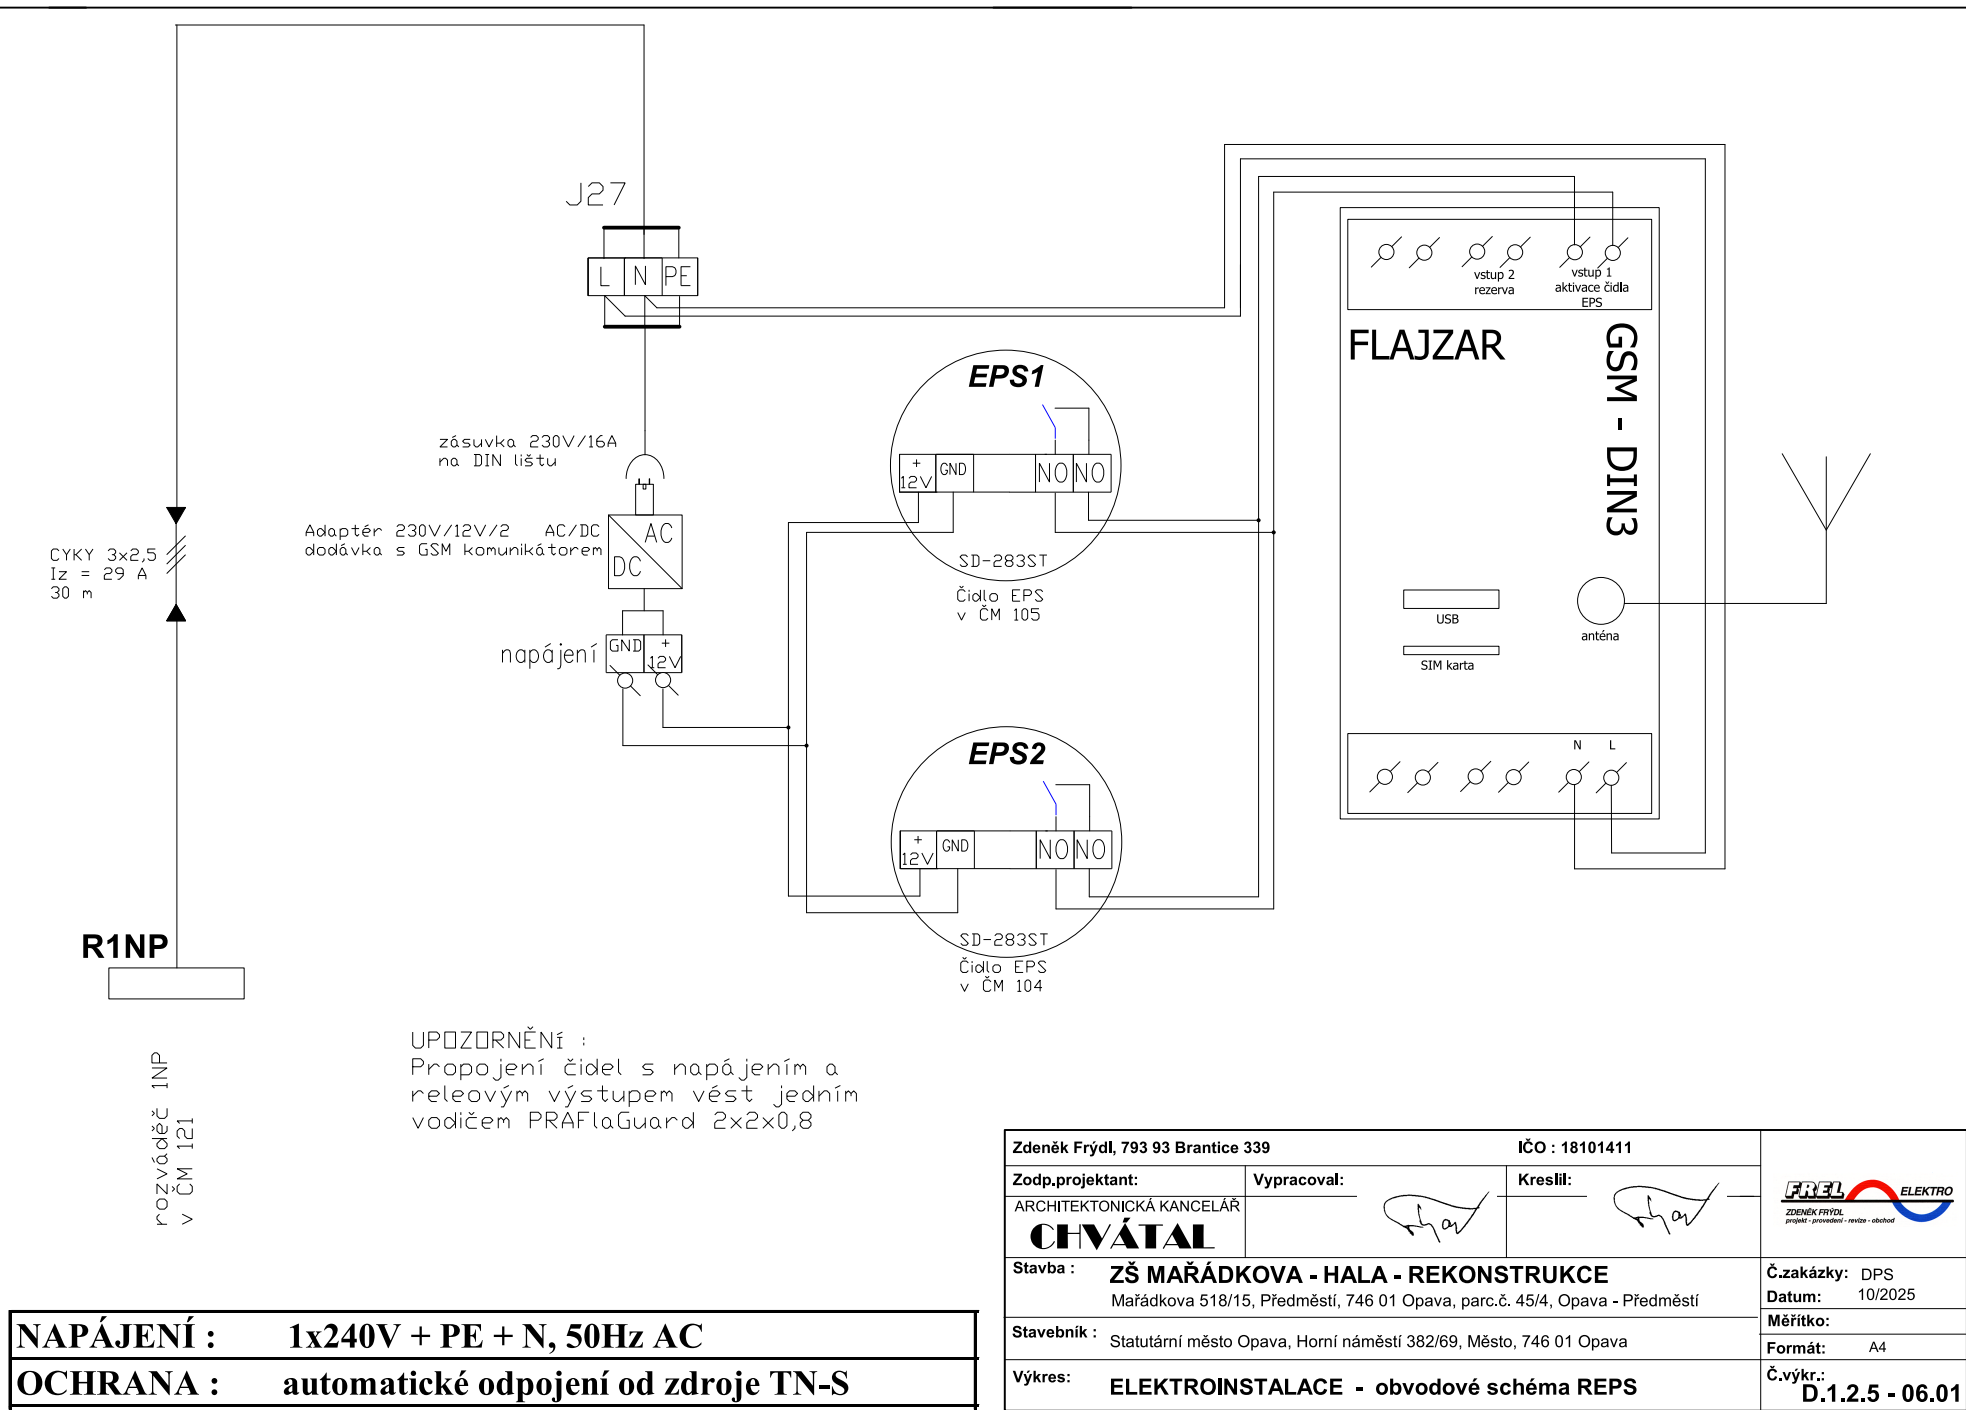 J27
L N PE
zásuvka 230V/16A
na DIN lištu
Adaptér 230V/12V/2 AC/DC
dodávka s GSM komunikátorem
AC
DC
napájení
GND + 12V
CYKY 3x2,5
Iz = 29 A
30 m
R1NP
rozváděč 1NP
v ČM 121
EPS1
+ 12V GND NO NO
SD-283ST
Čidlo EPS
v ČM 105
EPS2
+ 12V GND NO NO
SD-283ST
Čidlo EPS
v ČM 104
vstup 2
rezerva
vstup 1
aktivace čidla
EPS
FLAJZAR
GSM - DIN3
USB
SIM karta
anténa
N L
UPOZORNĚNÍ :
Propojení čidel s napájením a
releovým výstupem vést jedním
vodičem PRAFlaGuard 2x2x0,8
NAPÁJENÍ : 1x240V + PE + N, 50Hz AC
OCHRANA : automatické odpojení od zdroje TN-S
Zdeněk Frýdl, 793 93 Brantice 339 IČO : 18101411
Zodp.projektant: Vypracoval: Kreslil:
ARCHITEKTONICKÁ KANCELÁŘ
CHVÁTAL
FREL ELEKTRO
ZDENĚK FRÝDL
projekt - provedení - revize - obchod
Stavba : ZŠ MAŘÁDKOVA - HALA - REKONSTRUKCE
Mařádkova 518/15, Předměstí, 746 01 Opava, parc.č. 45/4, Opava - Předměstí
Č.zakázky: DPS
Datum: 10/2025
Měřítko:
Stavebník : Statutární město Opava, Horní náměstí 382/69, Město, 746 01 Opava
Formát: A4
Výkres: ELEKTROINSTALACE - obvodové schéma REPS
Č.výkr.:
D.1.2.5 - 06.01